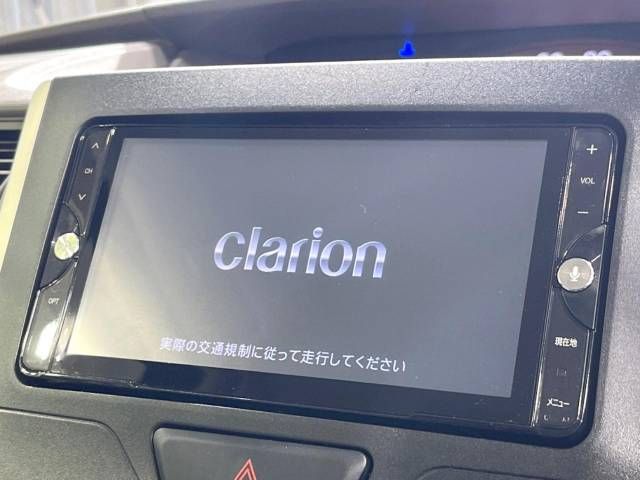 CH
OPT
clarion
実際の交通規制に従って走行してください
+
VOL
−
現在地
メニュー